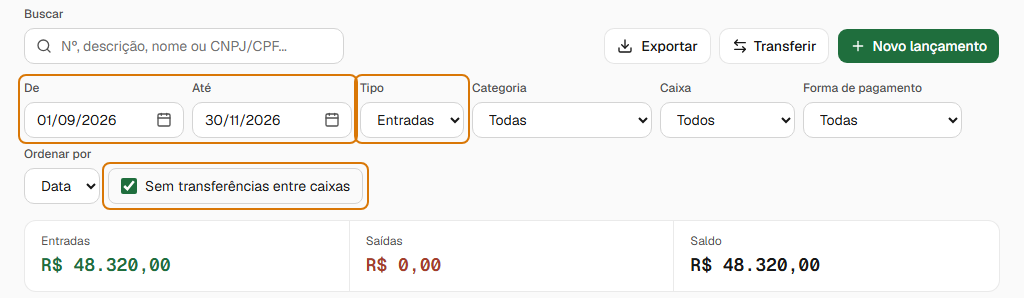 Buscar
Nº, descrição, nome ou CNPJ/CPF...
Exportar
Transferir
Novo lançamento
De
Até
Tipo
Categoria
Caixa
Forma de pagamento
01/09/2026
30/11/2026
Entradas
Todas
Todos
Todas
Ordenar por
Data
Sem transferências entre caixas
Entradas
Saídas
Saldo
R$ 48.320,00
R$ 0,00
R$ 48.320,00